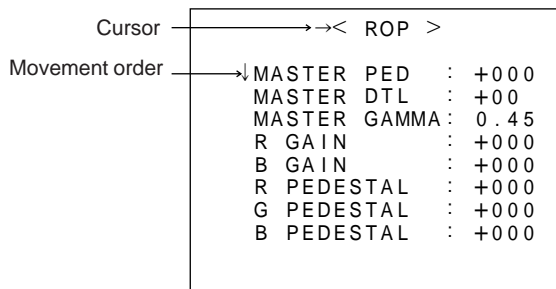 Cursor →< ROP >
Movement order ↓MASTER PED : +000
MASTER DTL : +00
MASTER GAMMA: 0.45
R GAIN : +000
B GAIN : +000
R PEDESTAL : +000
G PEDESTAL : +000
B PEDESTAL : +000